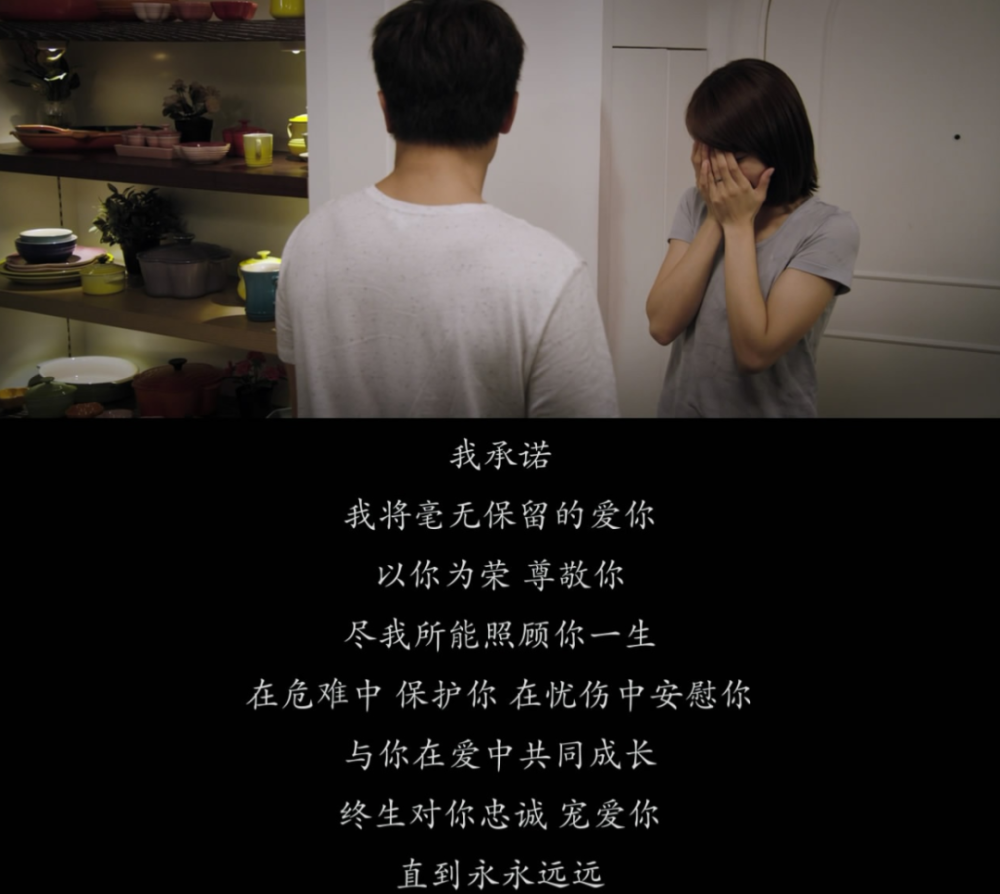 我承诺
我将毫无保留的爱你
以你为荣 尊敬你
尽我所能照顾你一生
在危难中 保护你 在忧伤中安慰你
与你在爱中共同成长
终生对你忠诚 宠爱你
直到永永远远